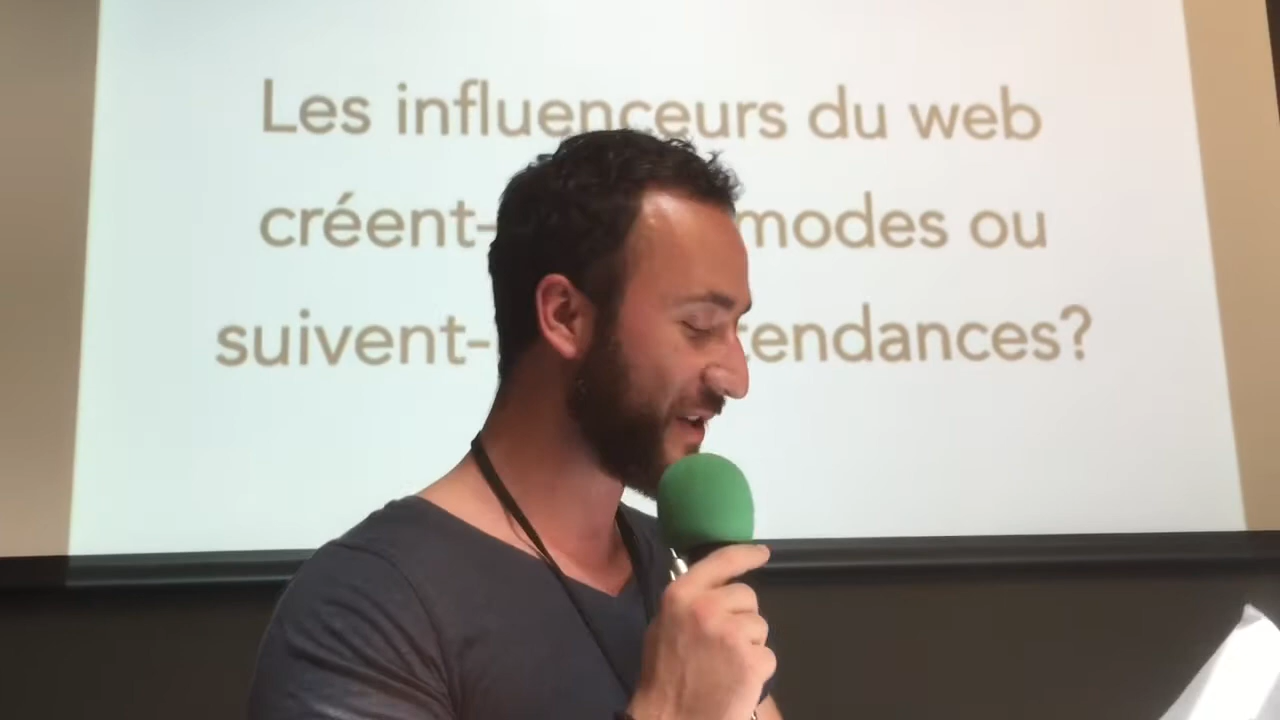 Les influenceurs du web
créent- modes ou
suivent- tendances?